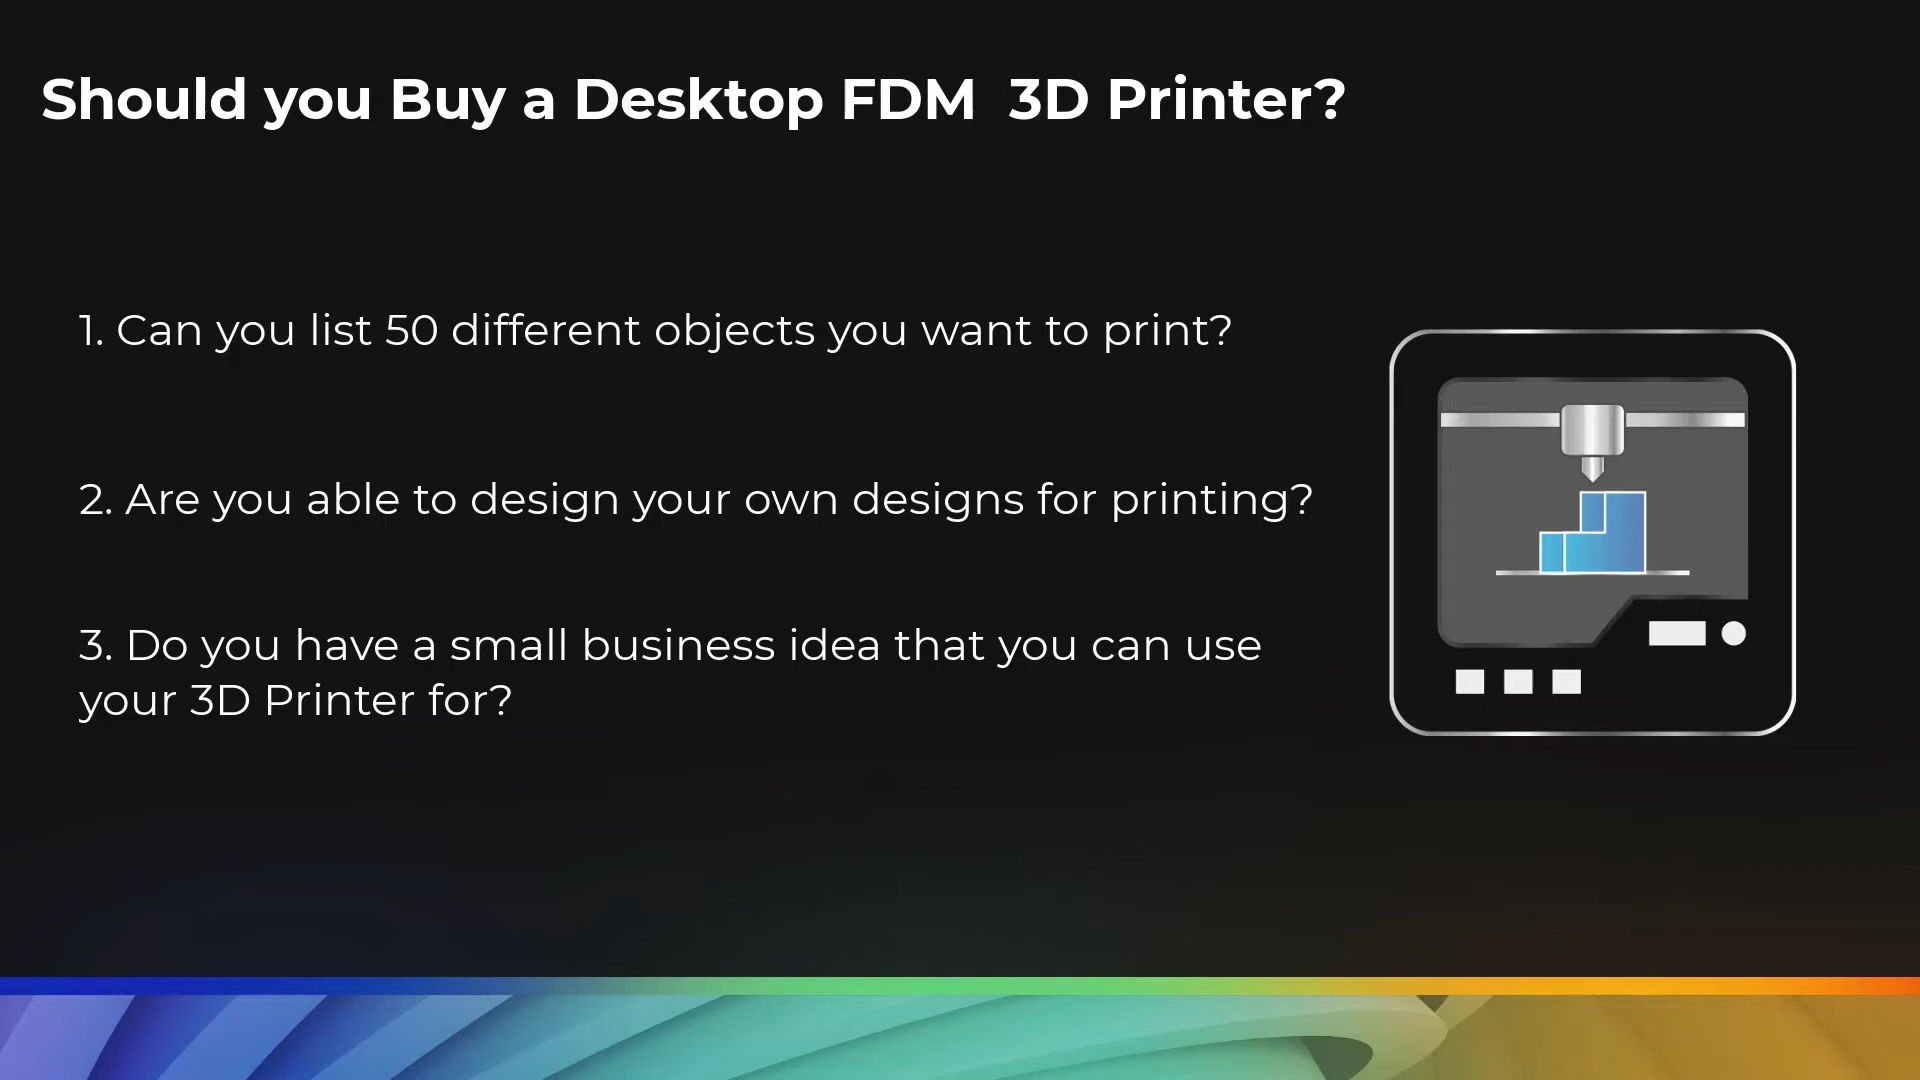 Should you Buy a Desktop FDM  3D Printer?
1. Can you list 50 different objects you want to print?
2. Are you able to design your own designs for printing?
3. Do you have a small business idea that you can use
your 3D Printer for?